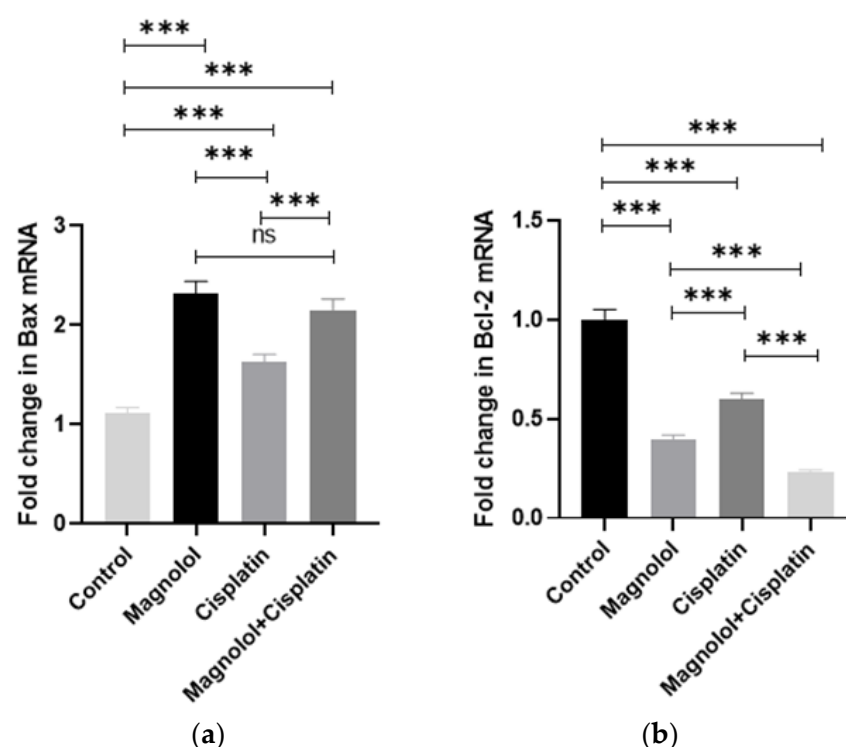 ***
***
***
***
***
ns
Fold change in Bax mRNA
3
2
1
0
Control
Magnolol
Cisplatin
Magnolol+Cisplatin
(a)
***
***
***
***
***
***
Fold change in Bcl-2 mRNA
1.5
1.0
0.5
0.0
Control
Magnolol
Cisplatin
Magnolol+Cisplatin
(b)